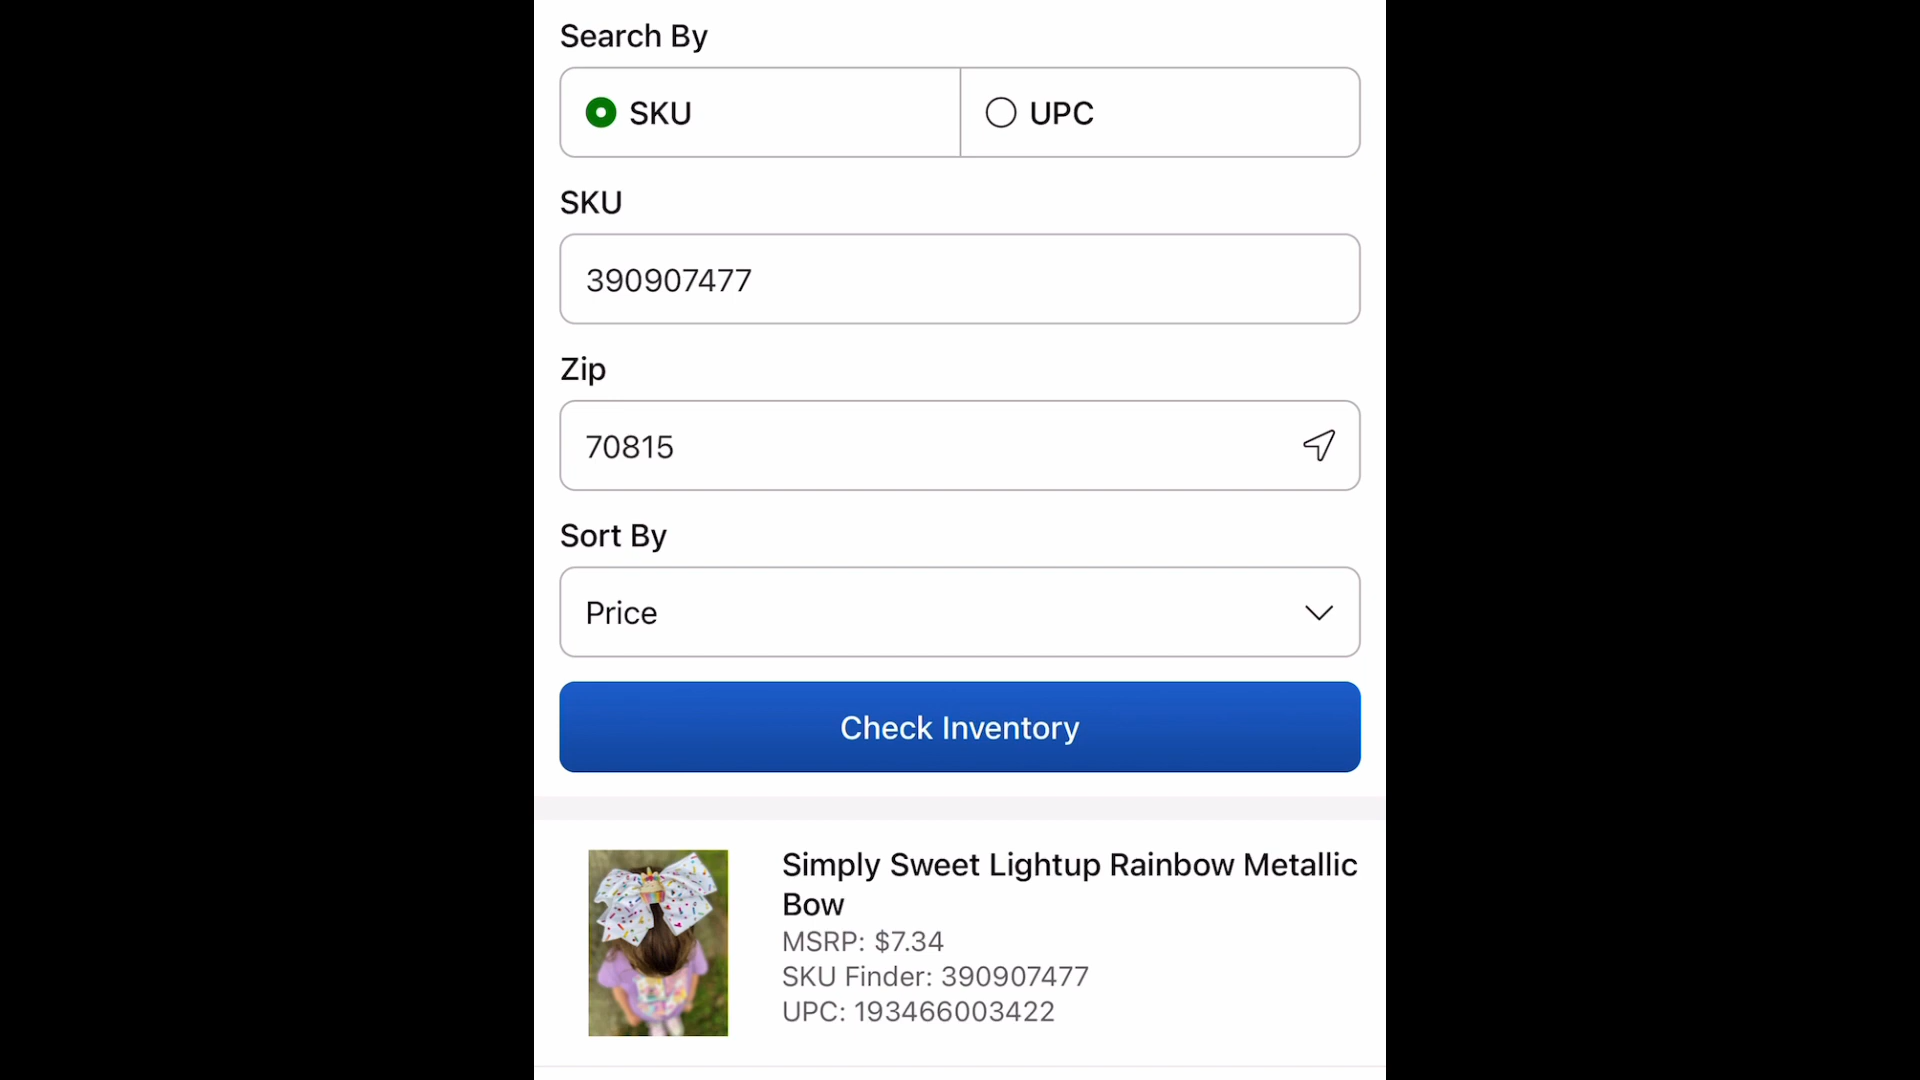 Search By
SKU
UPC
SKU
390907477
Zip
70815
Sort By
Price
Check Inventory
Simply Sweet Lightup Rainbow Metallic
Bow
MSRP: $7.34
SKU Finder: 390907477
UPC: 193466003422